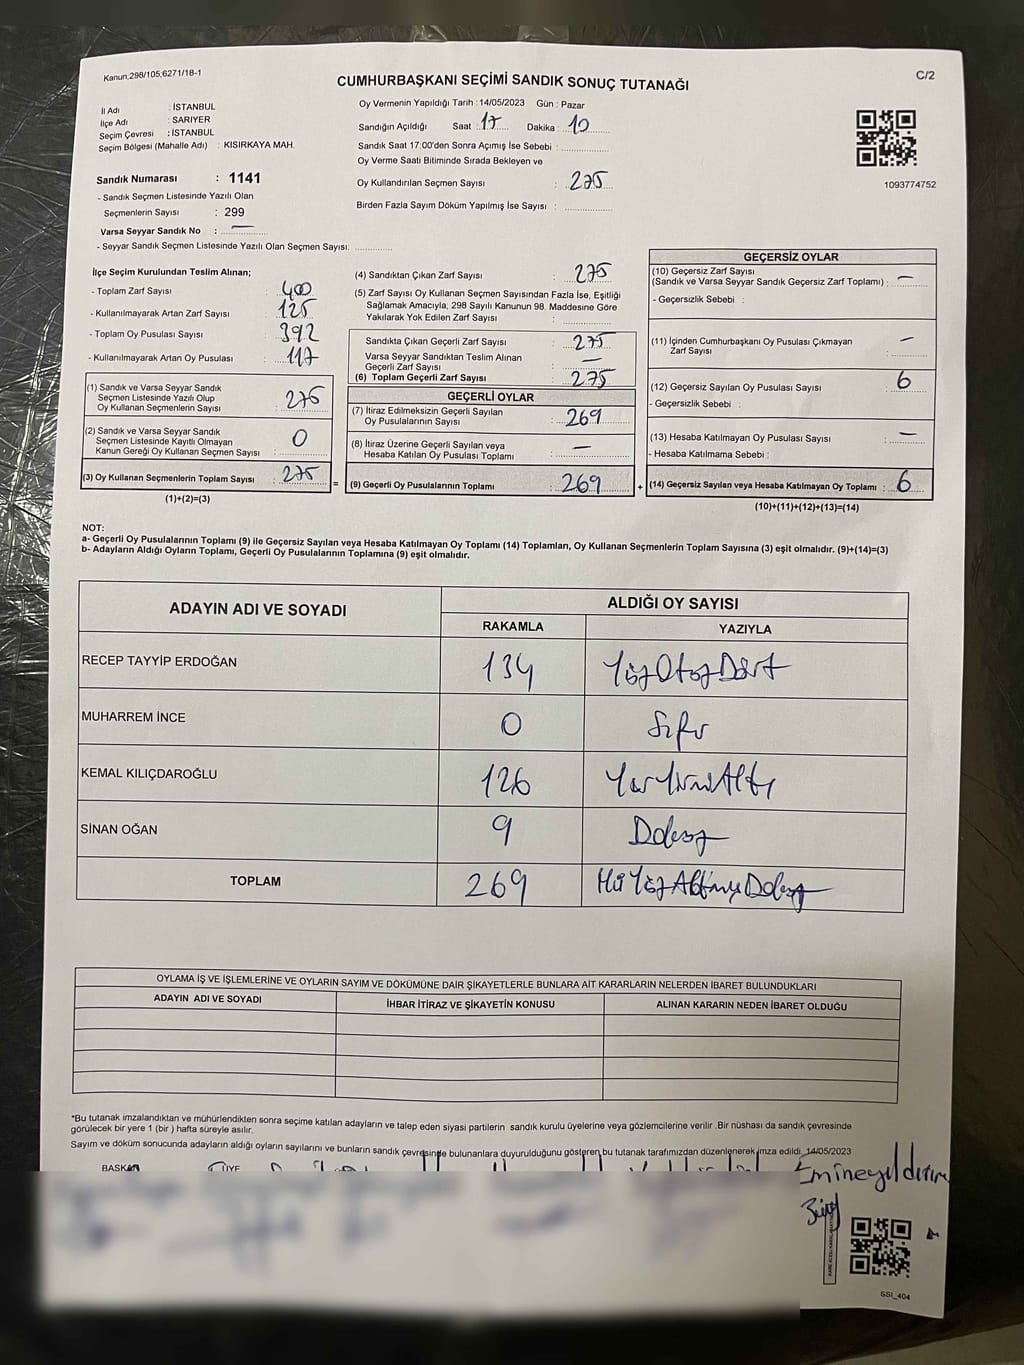 Kanun;298/105;6271/18-1
C/2
CUMHURBAŞKANI SEÇİMİ SANDIK SONUÇ TUTANAĞI
İl Adı : İSTANBUL
İlçe Adı : SARIYER
Seçim Çevresi : İSTANBUL
Seçim Bölgesi (Mahalle Adı) : KISIRKAYA MAH.
Oy Vermenin Yapıldığı Tarih : 14/05/2023 Gün : Pazar
Sandığın Açıldığı Saat 17 Dakika : 10
Sandık Saat 17:00'den Sonra Açılmış İse Sebebi :
Oy Verme Saati Bitiminde Sırada Bekleyen ve
Oy Kullandırılan Seçmen Sayısı : 275
Birden Fazla Sayım Döküm Yapılmış İse Sayısı :
1093774752
Sandık Numarası : 1141
- Sandık Seçmen Listesinde Yazılı Olan
Seçmenlerin Sayısı : 299
Varsa Seyyar Sandık No : —
- Seyyar Sandık Seçmen Listesinde Yazılı Olan Seçmen Sayısı:
İlçe Seçim Kurulundan Teslim Alınan;
- Toplam Zarf Sayısı : 400
- Kullanılmayarak Artan Zarf Sayısı : 125
- Toplam Oy Pusulası Sayısı : 392
- Kullanılmayarak Artan Oy Pusulası : 117
(1) Sandık ve Varsa Seyyar Sandık
Seçmen Listesinde Yazılı Olup
Oy Kullanan Seçmenlerin Sayısı : 275
(2) Sandık ve Varsa Seyyar Sandık
Seçmen Listesinde Kayıtlı Olmayan
Kanun Gereği Oy Kullanan Seçmen Sayısı : 0
(3) Oy Kullanan Seçmenlerin Toplam Sayısı : 275
(1)+(2)=(3)
(4) Sandıktan Çıkan Zarf Sayısı : 275
(5) Zarf Sayısı Oy Kullanan Seçmen Sayısından Fazla İse, Eşitliği
Sağlamak Amacıyla, 298 Sayılı Kanunun 98. Maddesine Göre
Yakılarak Yok Edilen Zarf Sayısı :
Sandıkta Çıkan Geçerli Zarf Sayısı : 275
Varsa Seyyar Sandıktan Teslim Alınan
Geçerli Zarf Sayısı : —
(6) Toplam Geçerli Zarf Sayısı : 275
GEÇERLİ OYLAR
(7) İtiraz Edilmeksizin Geçerli Sayılan
Oy Pusulasının Sayısı : 269
(8) İtiraz Üzerine Geçerli Sayılan veya
Hesaba Katılan Oy Pusulası Toplamı : —
= (9) Geçerli Oy Pusulalarının Toplamı : 269
GEÇERSİZ OYLAR
(10) Geçersiz Zarf Sayısı
(Sandık ve Varsa Seyyar Sandık Geçersiz Zarf Toplamı) : —
- Geçersizlik Sebebi :
(11) İçinden Cumhurbaşkanı Oy Pusulası Çıkmayan
Zarf Sayısı : —
(12) Geçersiz Sayılan Oy Pusulası Sayısı : 6
- Geçersizlik Sebebi :
(13) Hesaba Katılmayan Oy Pusulası Sayısı : —
- Hesaba Katılmama Sebebi :
+ (14) Geçersiz Sayılan veya Hesaba Katılmayan Oy Toplamı : 6
(10)+(11)+(12)+(13)=(14)
NOT:
a- Geçerli Oy Pusulalarının Toplamı (9) ile Geçersiz Sayılan veya Hesaba Katılmayan Oy Toplamı (14) Toplamları, Oy Kullanan Seçmenlerin Toplam Sayısına (3) eşit olmalıdır. (9)+(14)=(3)
b- Adayların Aldığı Oyların Toplamı, Geçerli Oy Pusulalarının Toplamına (9) eşit olmalıdır.
ADAYIN ADI VE SOYADI
ALDIĞI OY SAYISI
RAKAMLA YAZIYLA
RECEP TAYYİP ERDOĞAN 134 Yüz Otuz Dört
MUHARREM İNCE 0 Sıfır
KEMAL KILIÇDAROĞLU 126 Yüz Yirmi Altı
SİNAN OĞAN 9 Dokuz
TOPLAM 269 İki Yüz Altmış Dokuz
OYLAMA İŞ VE İŞLEMLERİNE VE OYLARIN SAYIM VE DÖKÜMÜNE DAİR ŞİKAYETLERLE BUNLARA AİT KARARLARIN NELERDEN İBARET BULUNDUKLARI
ADAYIN ADI VE SOYADI İHBAR İTİRAZ VE ŞİKAYETİN KONUSU ALINAN KARARIN NEDEN İBARET OLDUĞU
*Bu tutanak imzalandıktan ve mühürlendikten sonra seçime katılan adayların ve talep eden siyasi partilerin sandık kurulu üyelerine veya gözlemcilerine verilir .Bir nüshası da sandık çevresinde
görülecek bir yere 1 (bir ) hafta süreyle asılır.
Sayım ve döküm sonucunda adayların aldığı oyların sayılarını ve bunların sandık çevresinde bulunanlara duyurulduğunu gösteren bu tutanak tarafımızdan düzenlenerek imza edildi. 14/05/2023
BAŞKAN ÜYE
Emine yıldırım
SSI_404